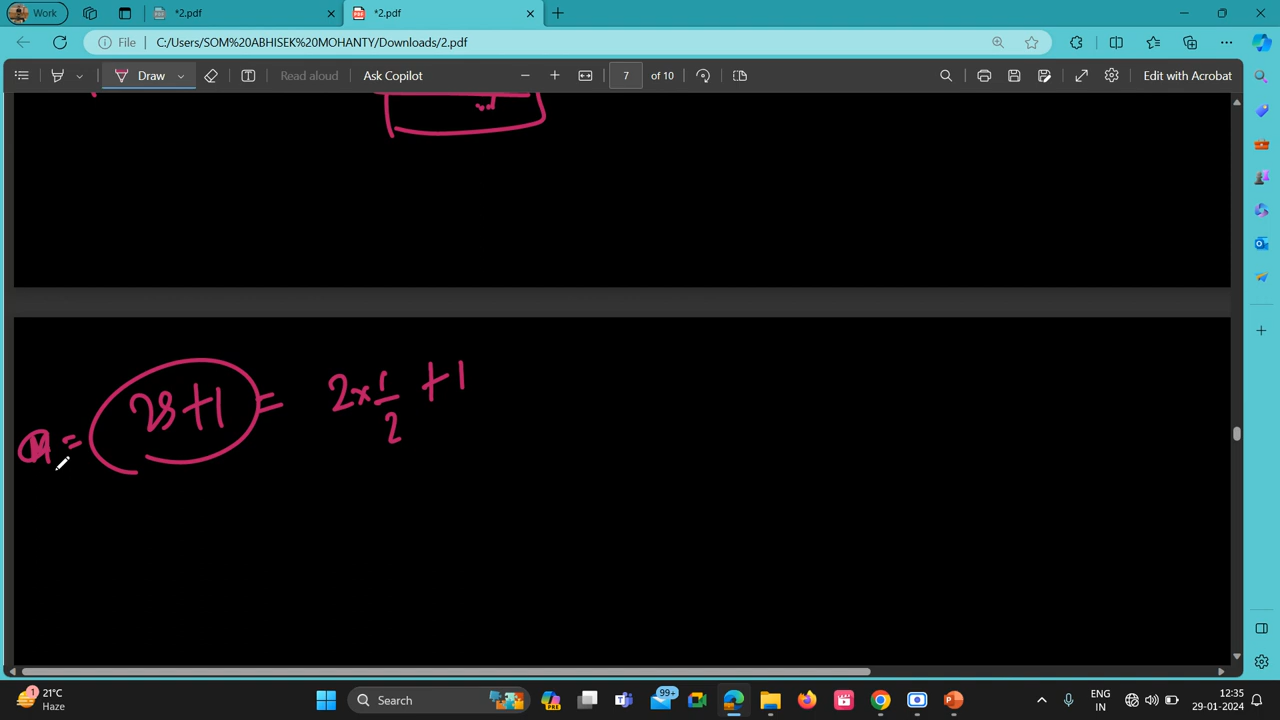 Work
*2.pdf
*2.pdf
File
C:/Users/SOM%20ABHISEK%20MOHANTY/Downloads/2.pdf
Draw
Read aloud
Ask Copilot
7
of 10
Edit with Acrobat
= 2s+1 = 2×1/2 +1
1
21°C
Haze
Search
PRE
99+
ENG
IN
12:35
29-01-2024